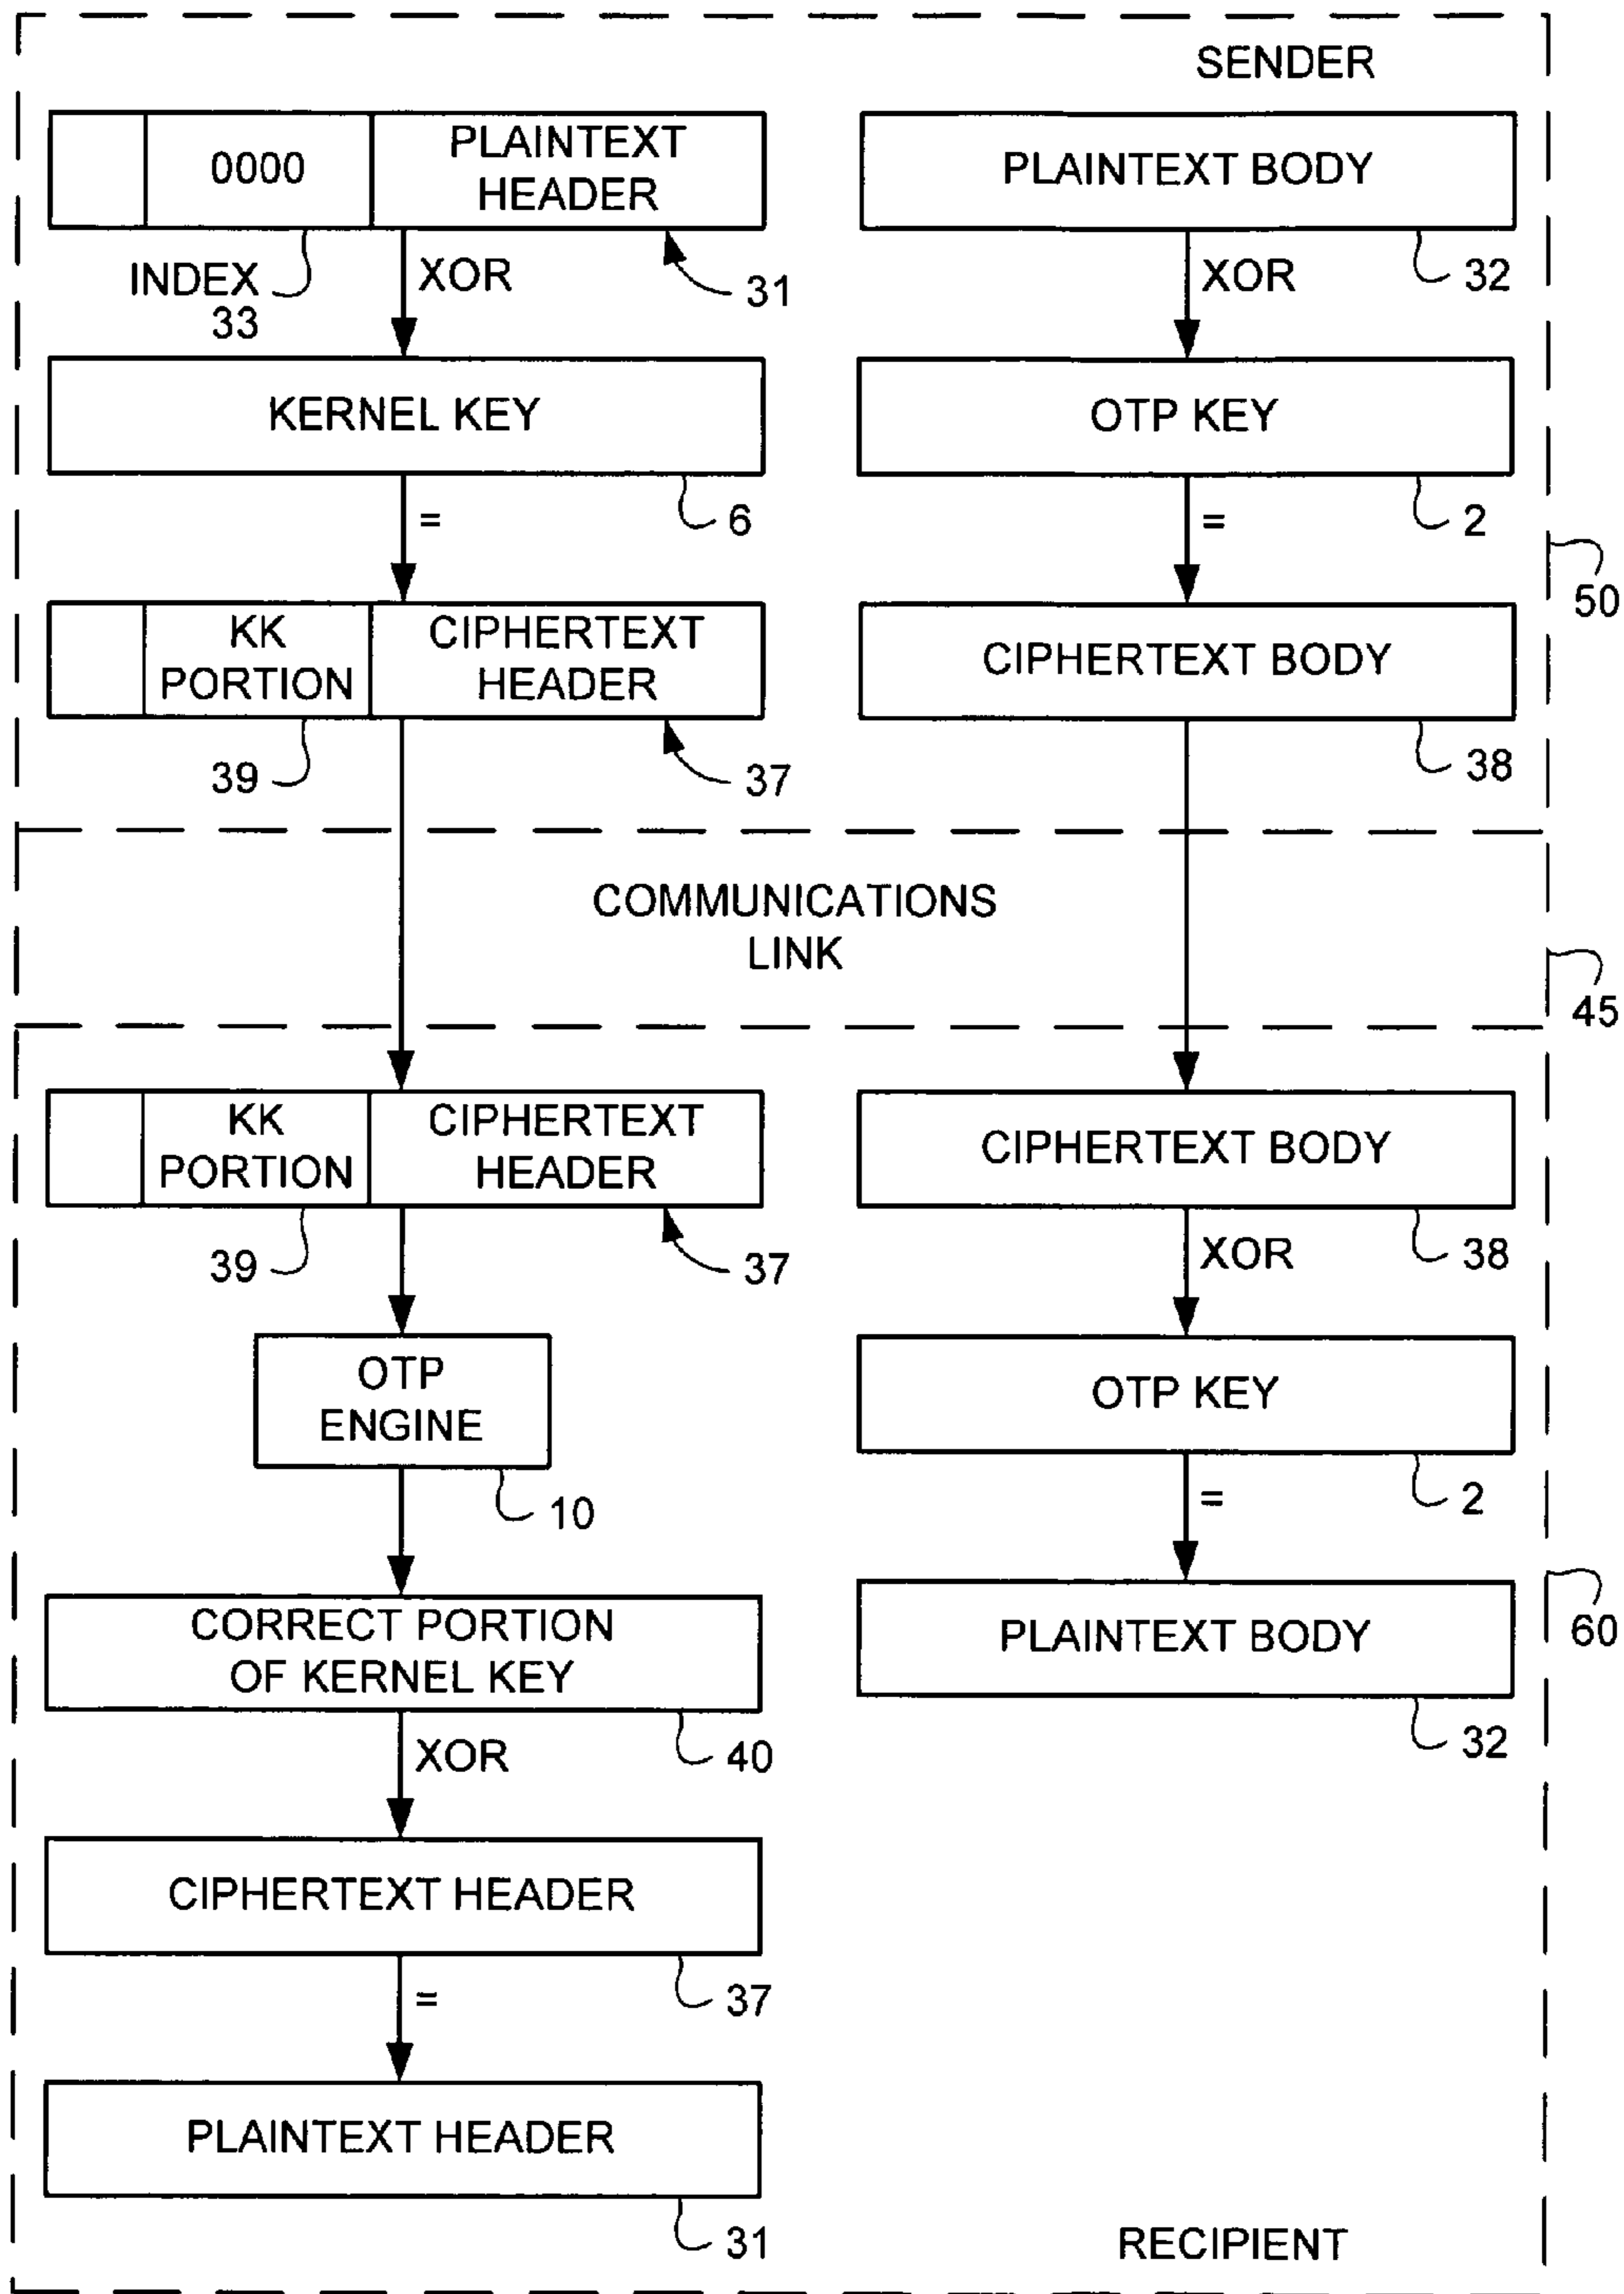 SENDER
0000
PLAINTEXT
HEADER
PLAINTEXT BODY
INDEX
33
XOR
31
XOR
32
KERNEL KEY
OTP KEY
=
6
=
2
50
KK
PORTION
CIPHERTEXT
HEADER
CIPHERTEXT BODY
39
37
38
COMMUNICATIONS
LINK
45
KK
PORTION
CIPHERTEXT
HEADER
CIPHERTEXT BODY
39
37
XOR
38
OTP
ENGINE
OTP KEY
10
=
2
CORRECT PORTION
OF KERNEL KEY
PLAINTEXT BODY
60
XOR
40
32
CIPHERTEXT HEADER
=
37
PLAINTEXT HEADER
31
RECIPIENT